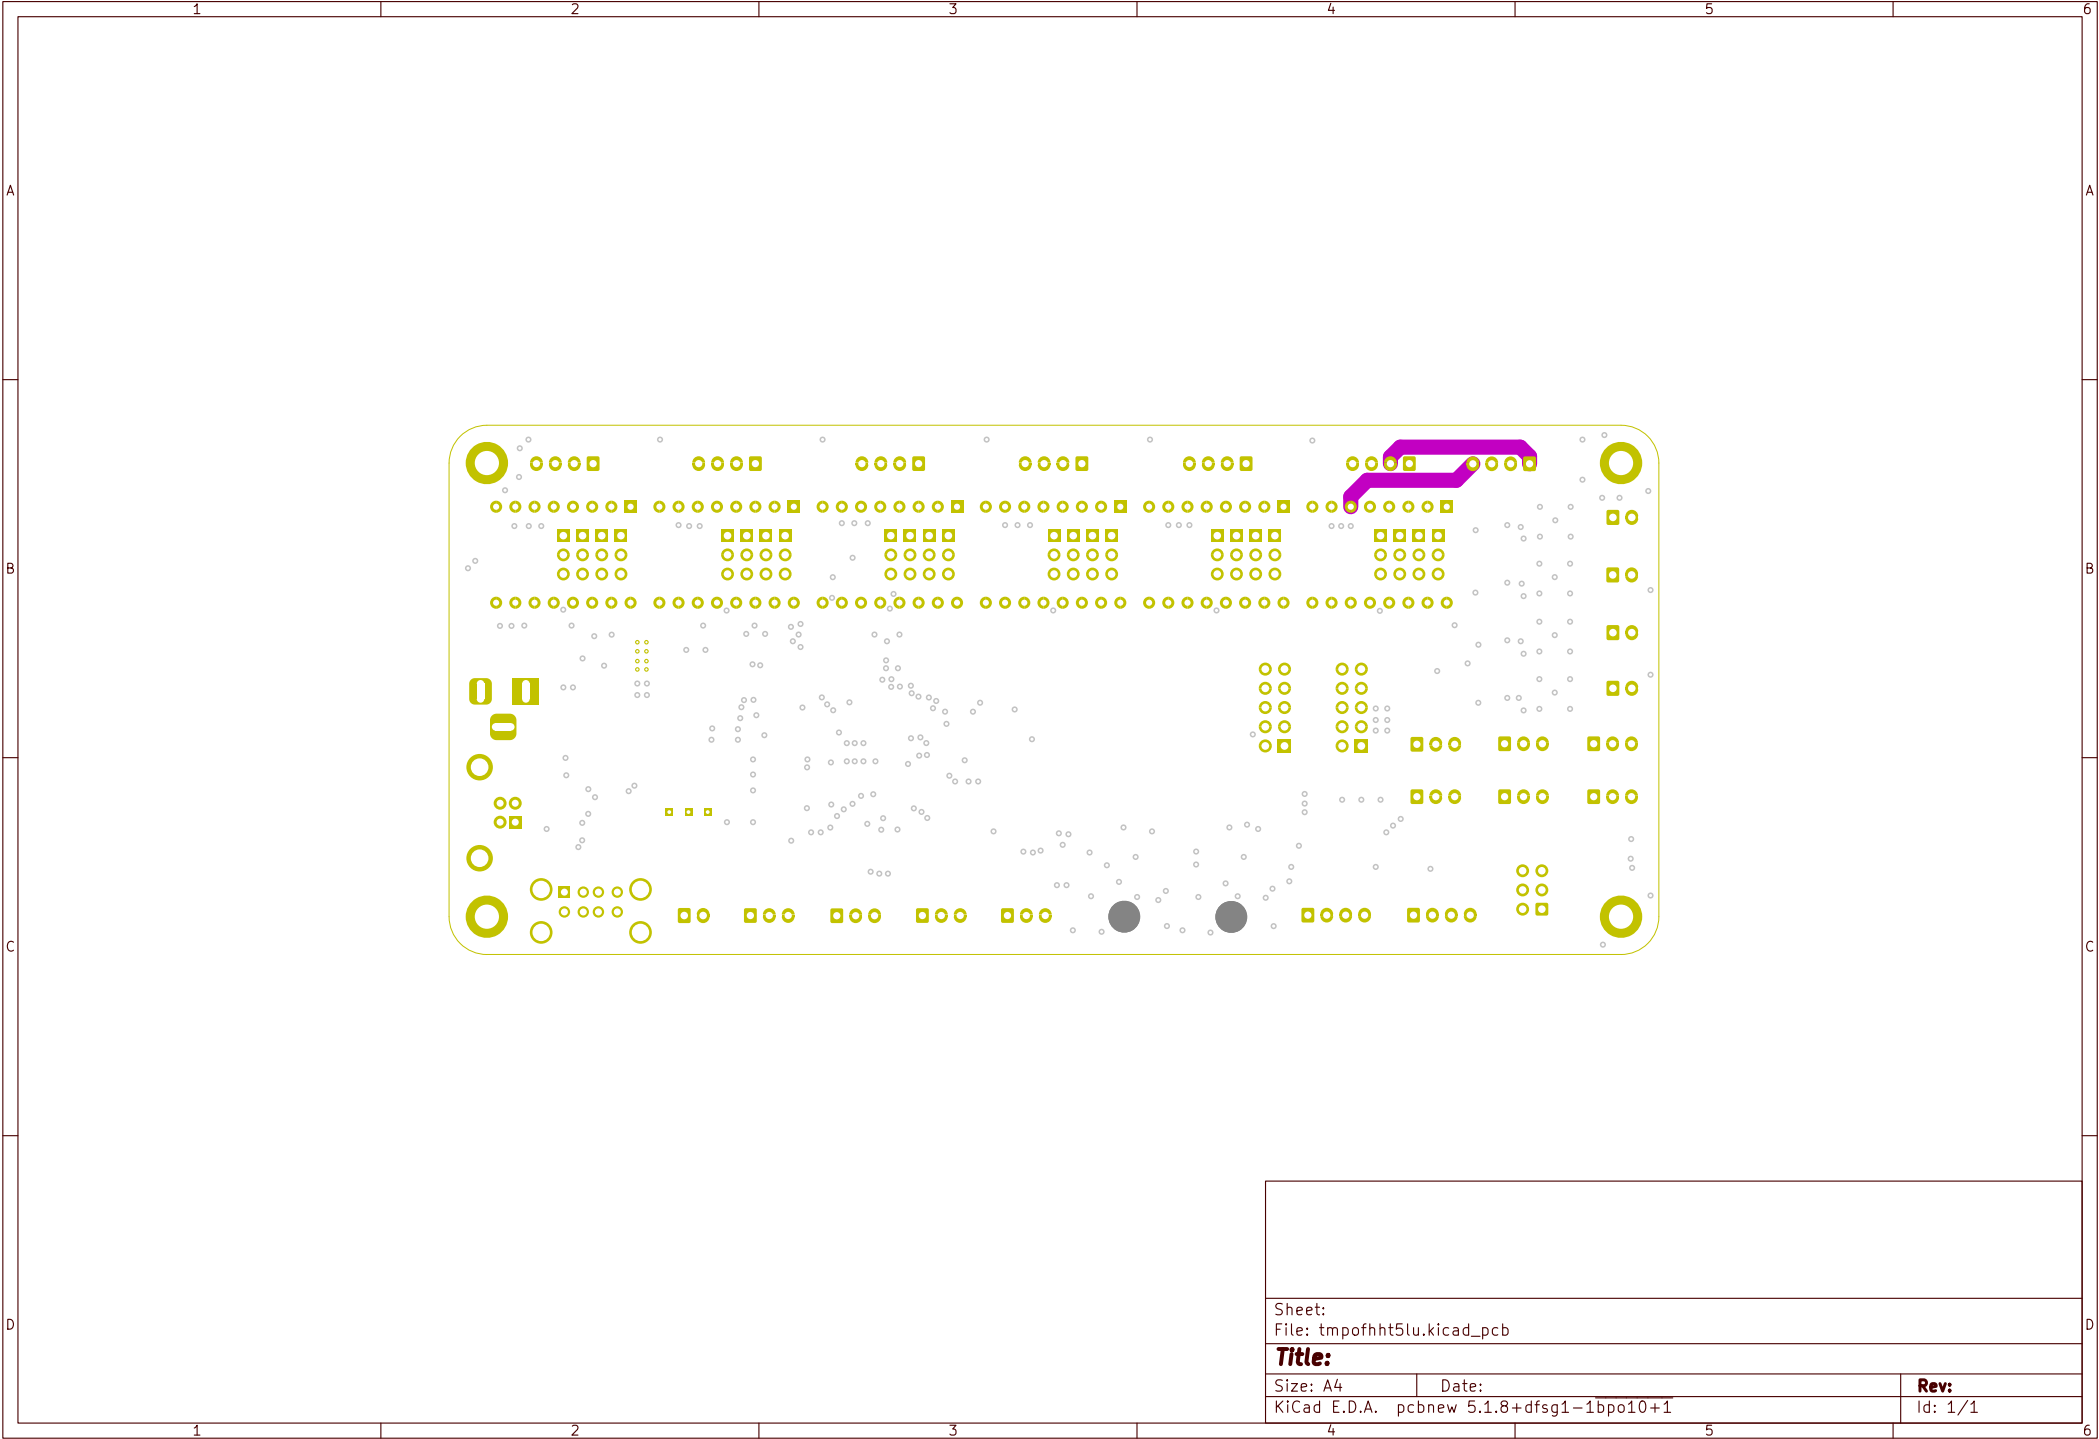 1 2 3 4 5 6
A A
B B
C C
D D
Sheet:
File: tmpofhht5lu.kicad_pcb
Title:
Size: A4 Date: Rev:
KiCad E.D.A. pcbnew 5.1.8+dfsg1-1bpo10+1 Id: 1/1
1 2 3 4 5 6